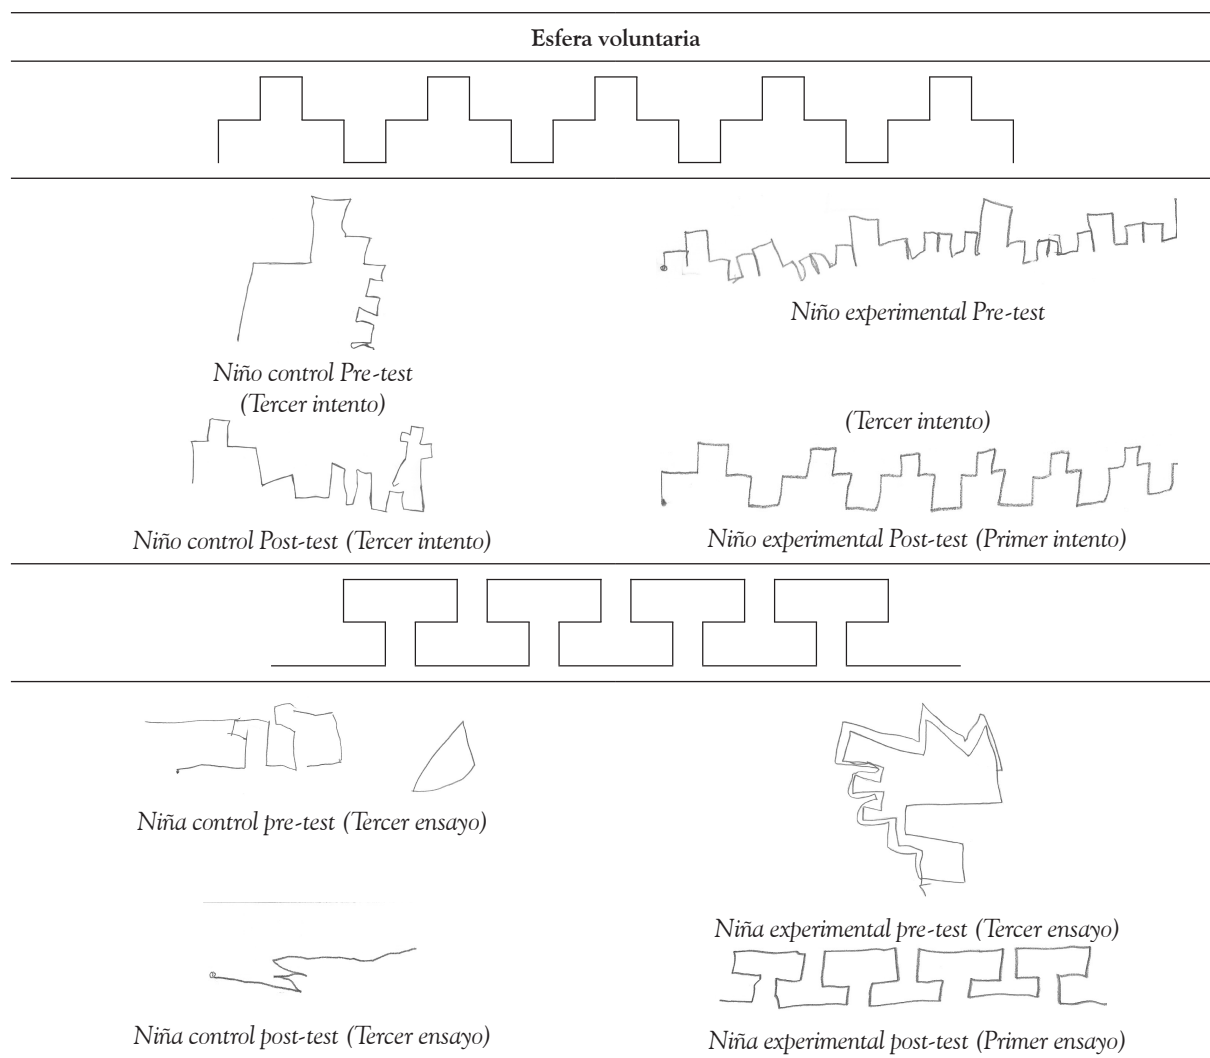 Esfera voluntaria
Niño experimental Pre-test
Niño control Pre-test
(Tercer intento)
(Tercer intento)
Niño control Post-test (Tercer intento)
Niño experimental Post-test (Primer intento)
Niña control pre-test (Tercer ensayo)
Niña experimental pre-test (Tercer ensayo)
Niña control post-test (Tercer ensayo)
Niña experimental post-test (Primer ensayo)